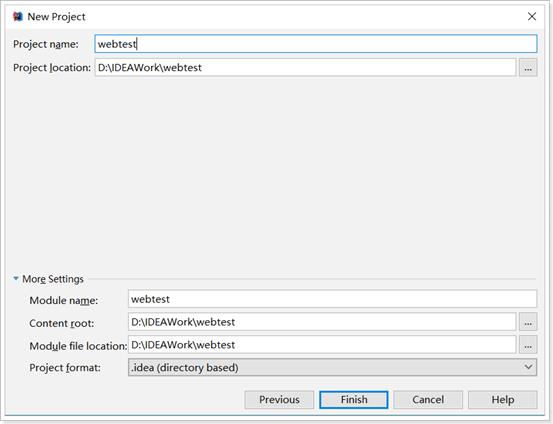 New Project
Project name: webtest
Project location: D:\IDEAWork\webtest ...
More Settings
Module name: webtest
Content root: D:\IDEAWork\webtest ...
Module file location: D:\IDEAWork\webtest ...
Project format: .idea (directory based)
Previous Finish Cancel Help